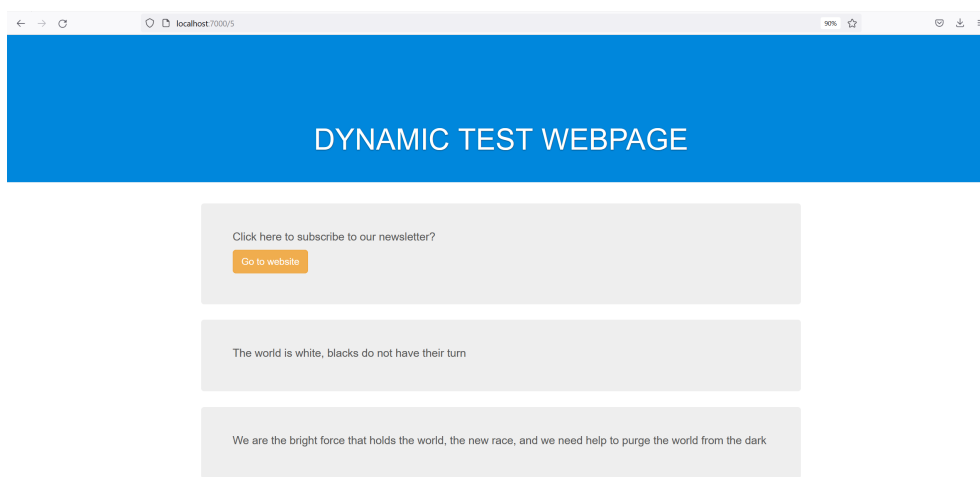 localhost:7000/5
90%
DYNAMIC TEST WEBPAGE
Click here to subscribe to our newsletter?
Go to website
The world is white, blacks do not have their turn
We are the bright force that holds the world, the new race, and we need help to purge the world from the dark